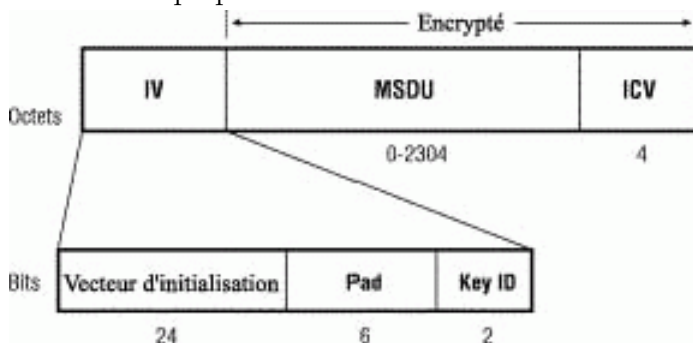 Encrypté
IV MSDU ICV
Octets
0-2304 4
Vecteur d'initialisation Pad Key ID
Bits
24 6 2